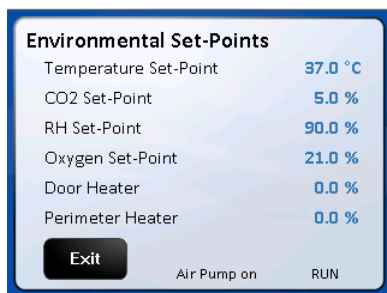 Environmental Set-Points
Temperature Set-Point 37.0 °C
CO2 Set-Point 5.0 %
RH Set-Point 90.0 %
Oxygen Set-Point 21.0 %
Door Heater 0.0 %
Perimeter Heater 0.0 %
Exit Air Pump on RUN